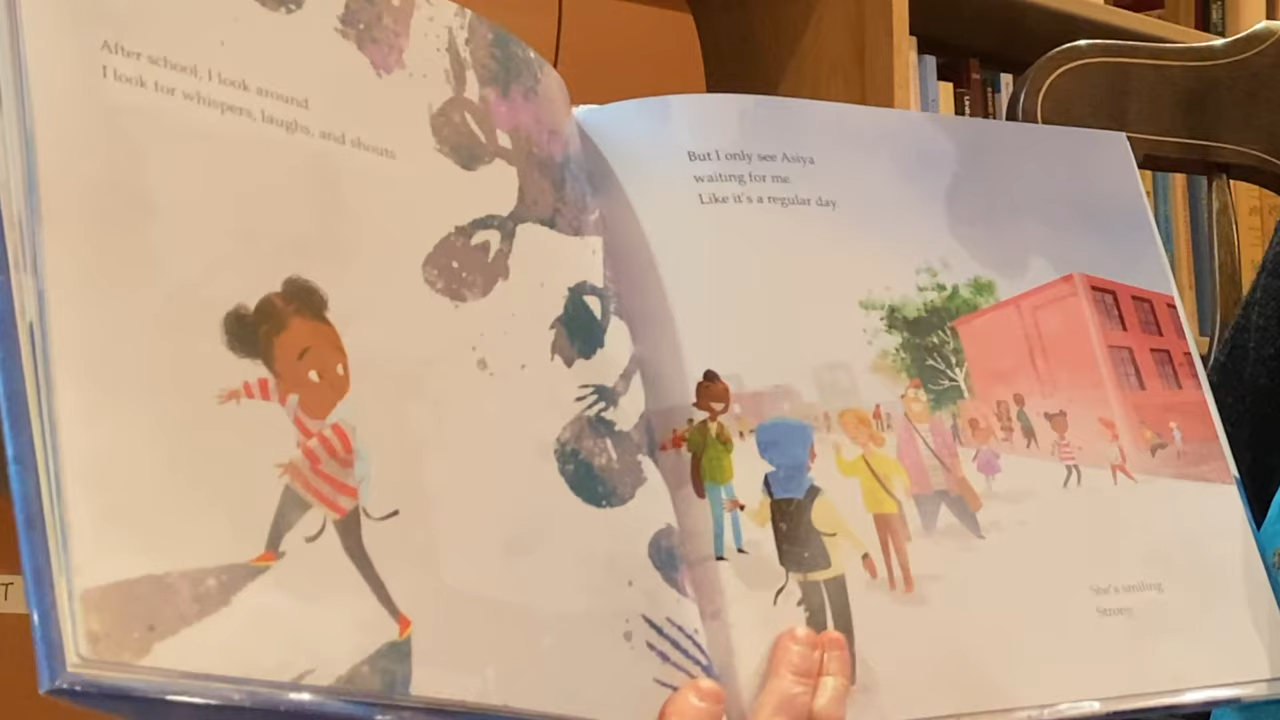 After school, I look around
I look for whispers, laughs, and shouts
But I only see Asiya
waiting for me.
Like it's a regular day.
She's smiling.
Strong.
T